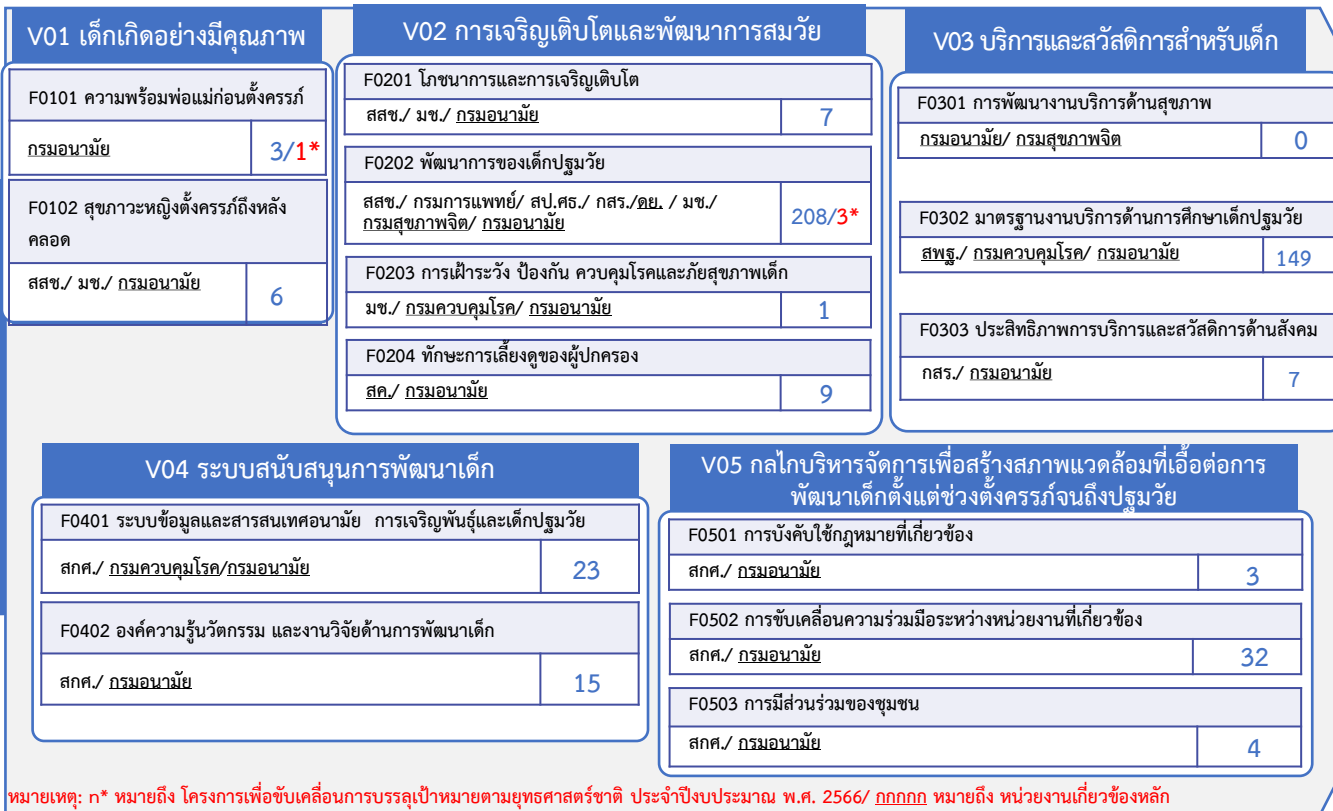 V01 เด็กเกิดอย่างมีคุณภาพ
F0101 ความพร้อมพ่อแม่ก่อนตั้งครรภ์
กรมอนามัย 3/1*
F0102 สุขภาวะหญิงตั้งครรภ์ถึงหลัง
คลอด
สสช./ มช./ กรมอนามัย 6
V02 การเจริญเติบโตและพัฒนาการสมวัย
F0201 โภชนาการและการเจริญเติบโต
สสช./ มช./ กรมอนามัย 7
F0202 พัฒนาการของเด็กปฐมวัย
สสช./ กรมการแพทย์/ สป.ศธ./ กสร./ดย. / มช./
กรมสุขภาพจิต/ กรมอนามัย 208/3*
F0203 การเฝ้าระวัง ป้องกัน ควบคุมโรคและภัยสุขภาพเด็ก
มช./ กรมควบคุมโรค/ กรมอนามัย 1
F0204 ทักษะการเลี้ยงดูของผู้ปกครอง
สค./ กรมอนามัย 9
V03 บริการและสวัสดิการสำหรับเด็ก
F0301 การพัฒนางานบริการด้านสุขภาพ
กรมอนามัย/ กรมสุขภาพจิต 0
F0302 มาตรฐานงานบริการด้านการศึกษาเด็กปฐมวัย
สพฐ./ กรมควบคุมโรค/ กรมอนามัย 149
F0303 ประสิทธิภาพการบริการและสวัสดิการด้านสังคม
กสร./ กรมอนามัย 7
V04 ระบบสนับสนุนการพัฒนาเด็ก
F0401 ระบบข้อมูลและสารสนเทศอนามัย การเจริญพันธุ์และเด็กปฐมวัย
สกศ./ กรมควบคุมโรค/กรมอนามัย 23
F0402 องค์ความรู้นวัตกรรม และงานวิจัยด้านการพัฒนาเด็ก
สกศ./ กรมอนามัย 15
V05 กลไกบริหารจัดการเพื่อสร้างสภาพแวดล้อมที่เอื้อต่อการ
พัฒนาเด็กตั้งแต่ช่วงตั้งครรภ์จนถึงปฐมวัย
F0501 การบังคับใช้กฎหมายที่เกี่ยวข้อง
สกศ./ กรมอนามัย 3
F0502 การขับเคลื่อนความร่วมมือระหว่างหน่วยงานที่เกี่ยวข้อง
สกศ./ กรมอนามัย 32
F0503 การมีส่วนร่วมของชุมชน
สกศ./ กรมอนามัย 4
หมายเหตุ: n* หมายถึง โครงการเพื่อขับเคลื่อนการบรรลุเป้าหมายตามยุทธศาสตร์ชาติ ประจำปีงบประมาณ พ.ศ. 2566/ กกกกก หมายถึง หน่วยงานเกี่ยวข้องหลัก